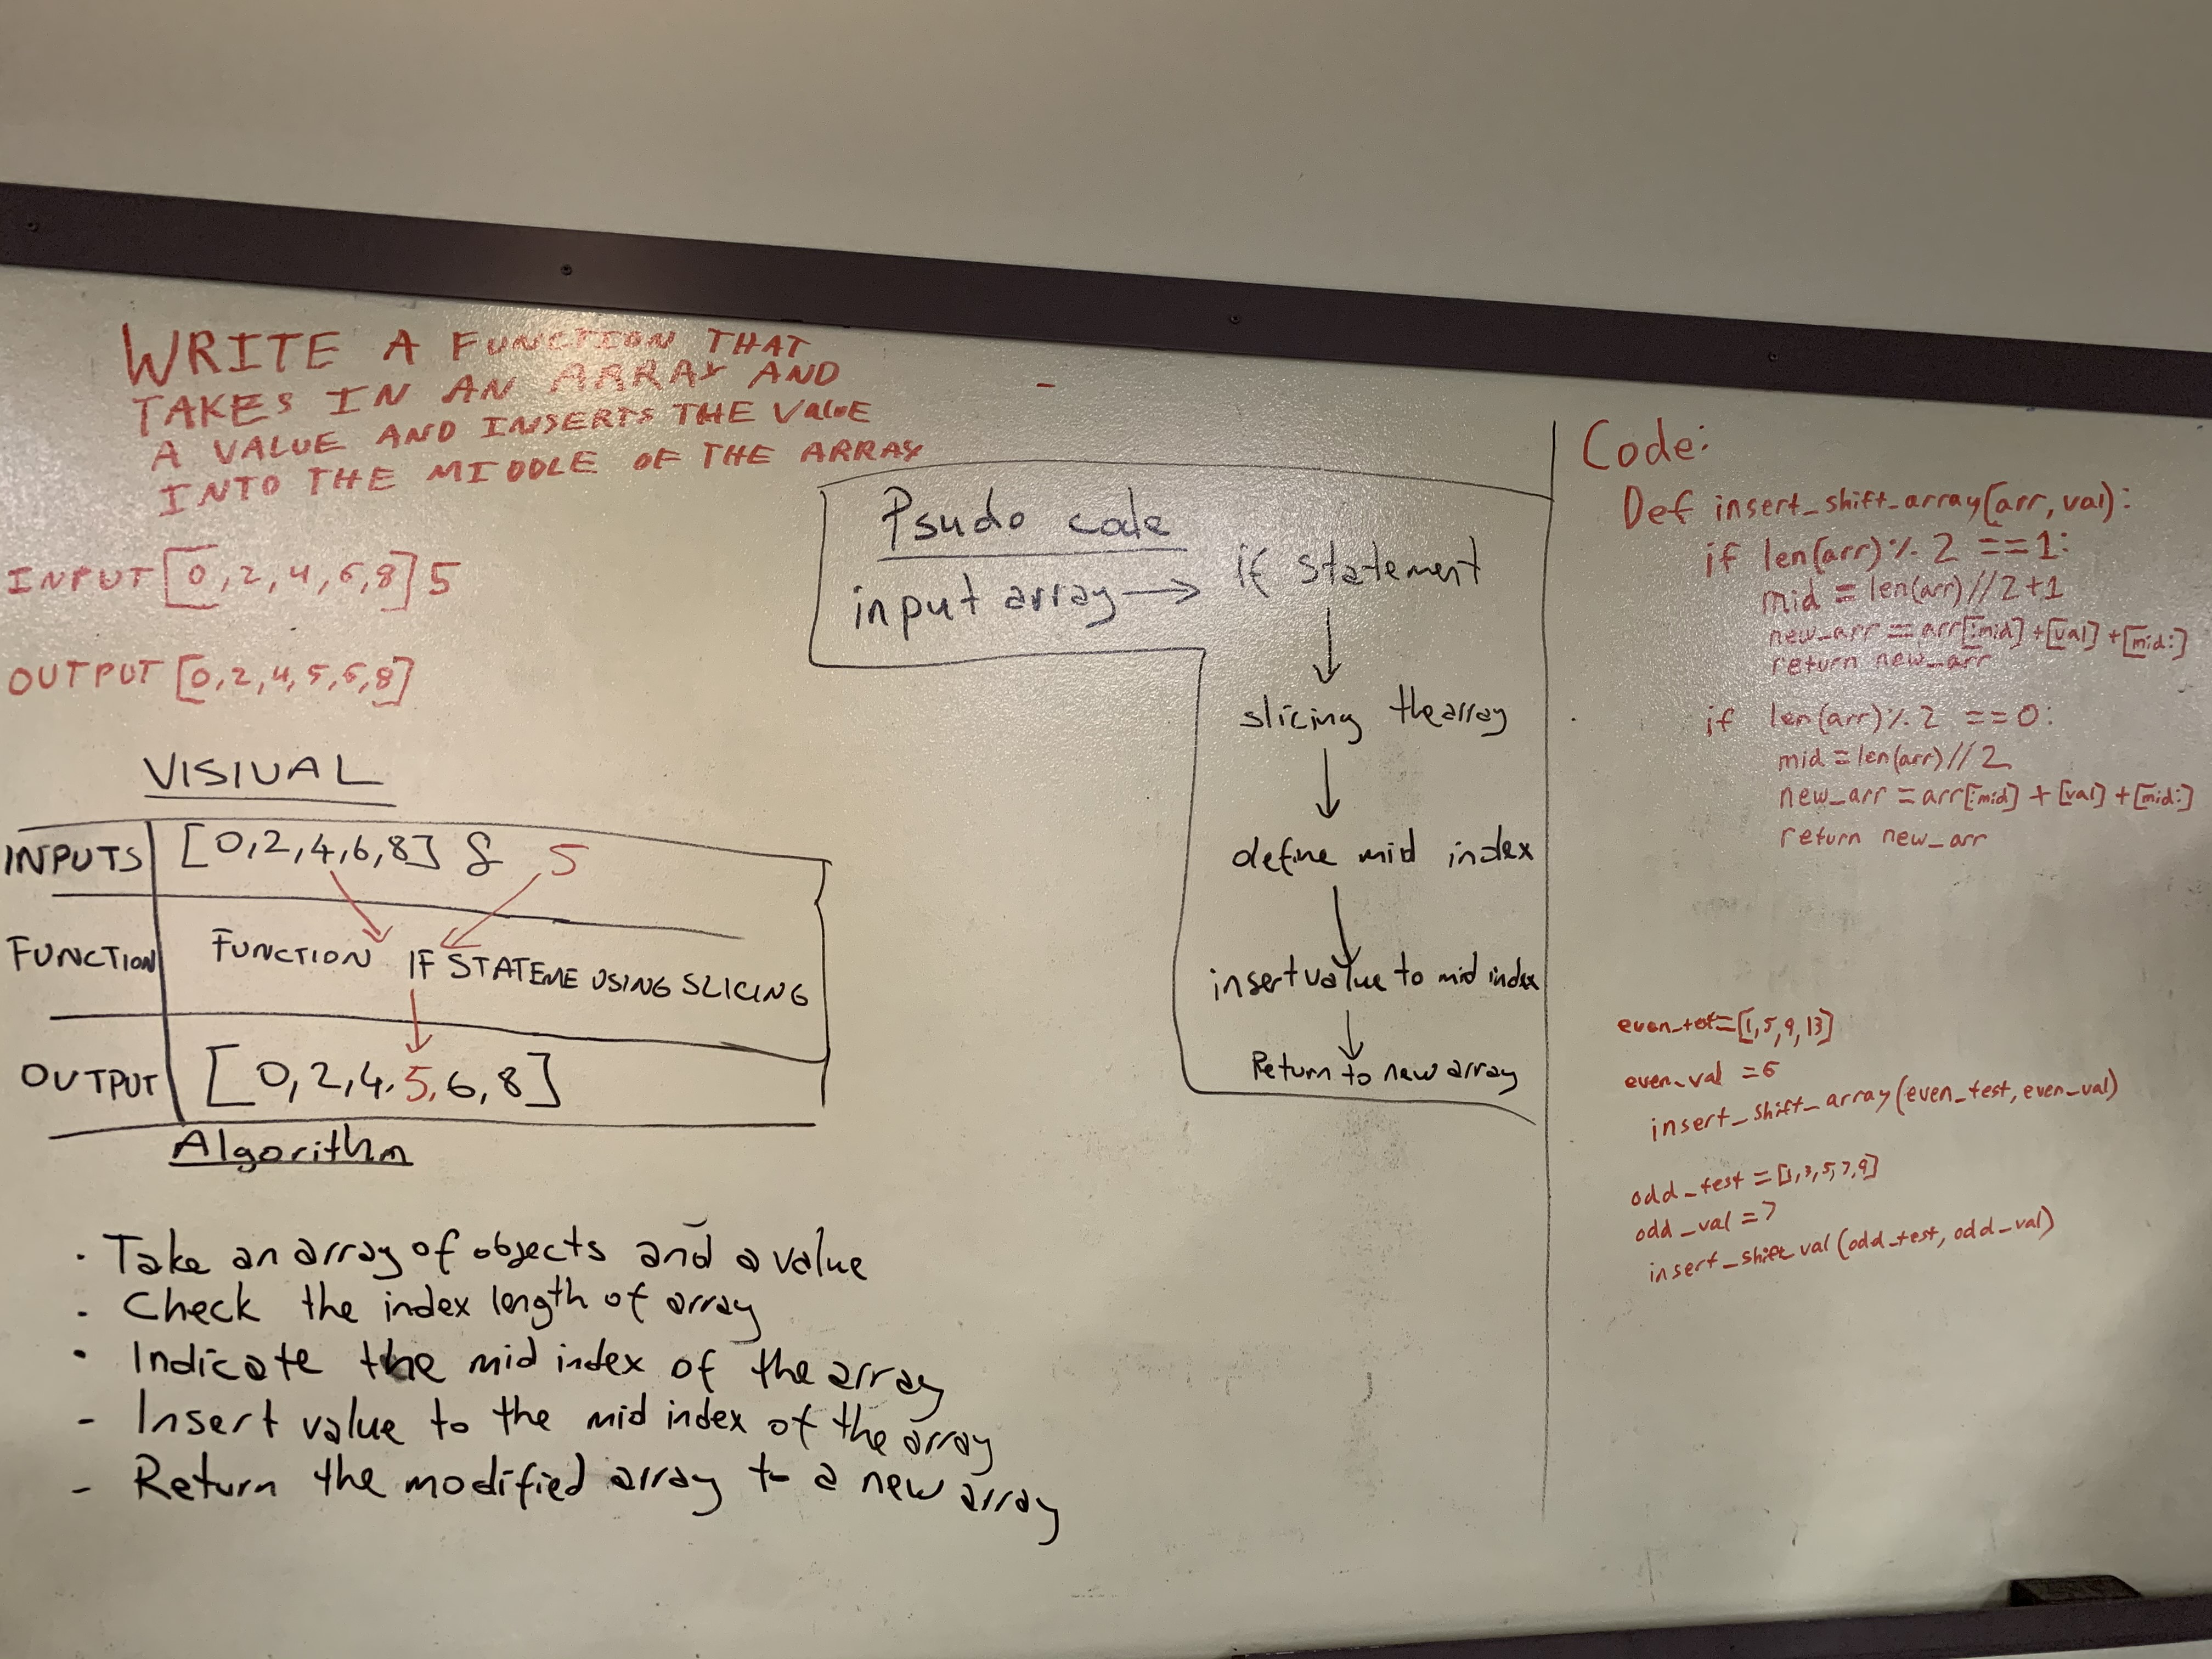 WRITE A FUNCTION THAT
TAKES IN AN ARRAY AND
A VALUE AND INSERTS THE VALUE
INTO THE MIDDLE OF THE ARRAY
INPUT [0,2,4,6,8] 5
OUTPUT [0,2,4,5,6,8]
VISIUAL
INPUTS [0,2,4,6,8] & 5
FUNCTION FUNCTION IF STATEME USING SLICING
OUTPUT [0,2,4,5,6,8]
Algorithm
· Take an array of objects and a value
- Check the index length of array
· Indicate the mid index of the array
- Insert value to the mid index of the array
- Return the modified array to a new array
Psudo code
input array → if statement
slicing the array
define mid index
insert value to mid index
Return to new array
Code:
Def insert_shift_array(arr, val):
if len(arr) % 2 == 1:
mid = len(arr)//2+1
new_arr = arr[:mid] + [val] + [mid:]
return new_arr
if len(arr) % 2 == 0:
mid = len(arr)//2
new_arr = arr[:mid] + [val] + [mid:]
return new_arr
even_test = [1,5,9,13]
even_val = 6
insert_shift_array(even_test, even_val)
odd_test = [1,3,5,7,9]
odd_val = 7
insert_shift_val(odd_test, odd_val)